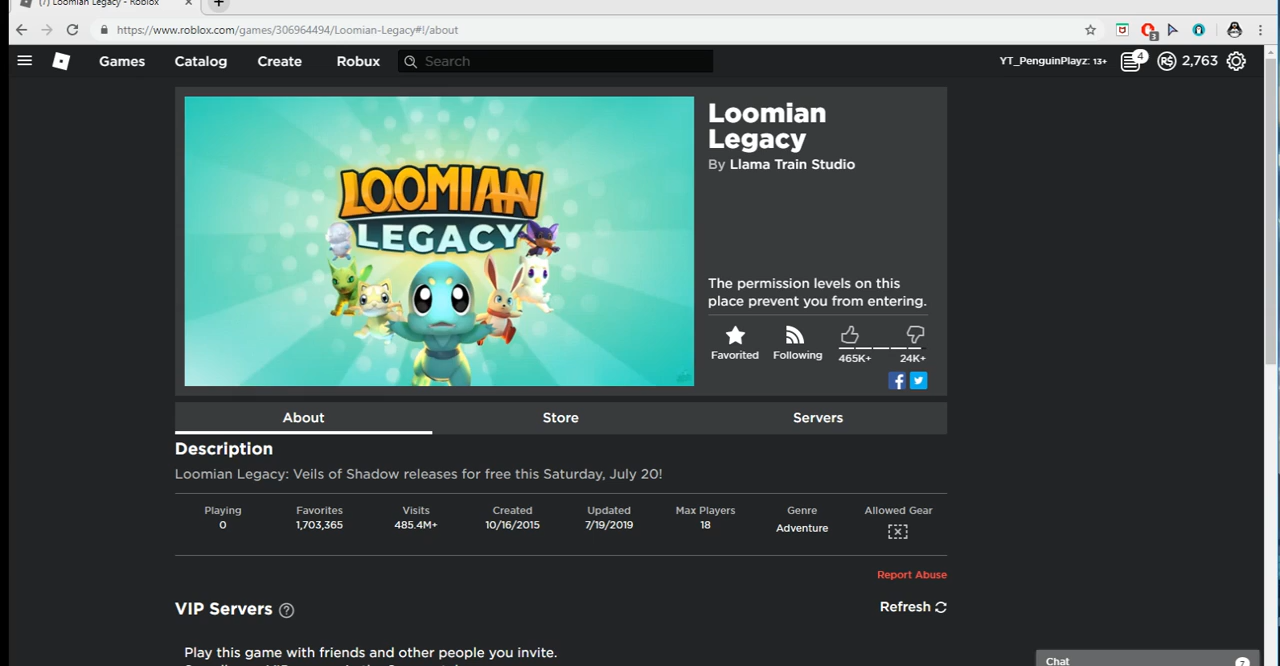 (7) Loomian Legacy - Roblox
https://www.roblox.com/games/306964494/Loomian-Legacy#!/about
3
Games Catalog Create Robux Search YT_PenguinPlayz: 13+ 4 R$ 2,763
LOOMIAN
LEGACY
Loomian
Legacy
By Llama Train Studio
The permission levels on this
place prevent you from entering.
Favorited Following 465K+ 24K+
About Store Servers
Description
Loomian Legacy: Veils of Shadow releases for free this Saturday, July 20!
Playing Favorites Visits Created Updated Max Players Genre Allowed Gear
0 1,703,365 485.4M+ 10/16/2015 7/19/2019 18 Adventure
Report Abuse
VIP Servers ? Refresh
Play this game with friends and other people you invite.
Chat 7